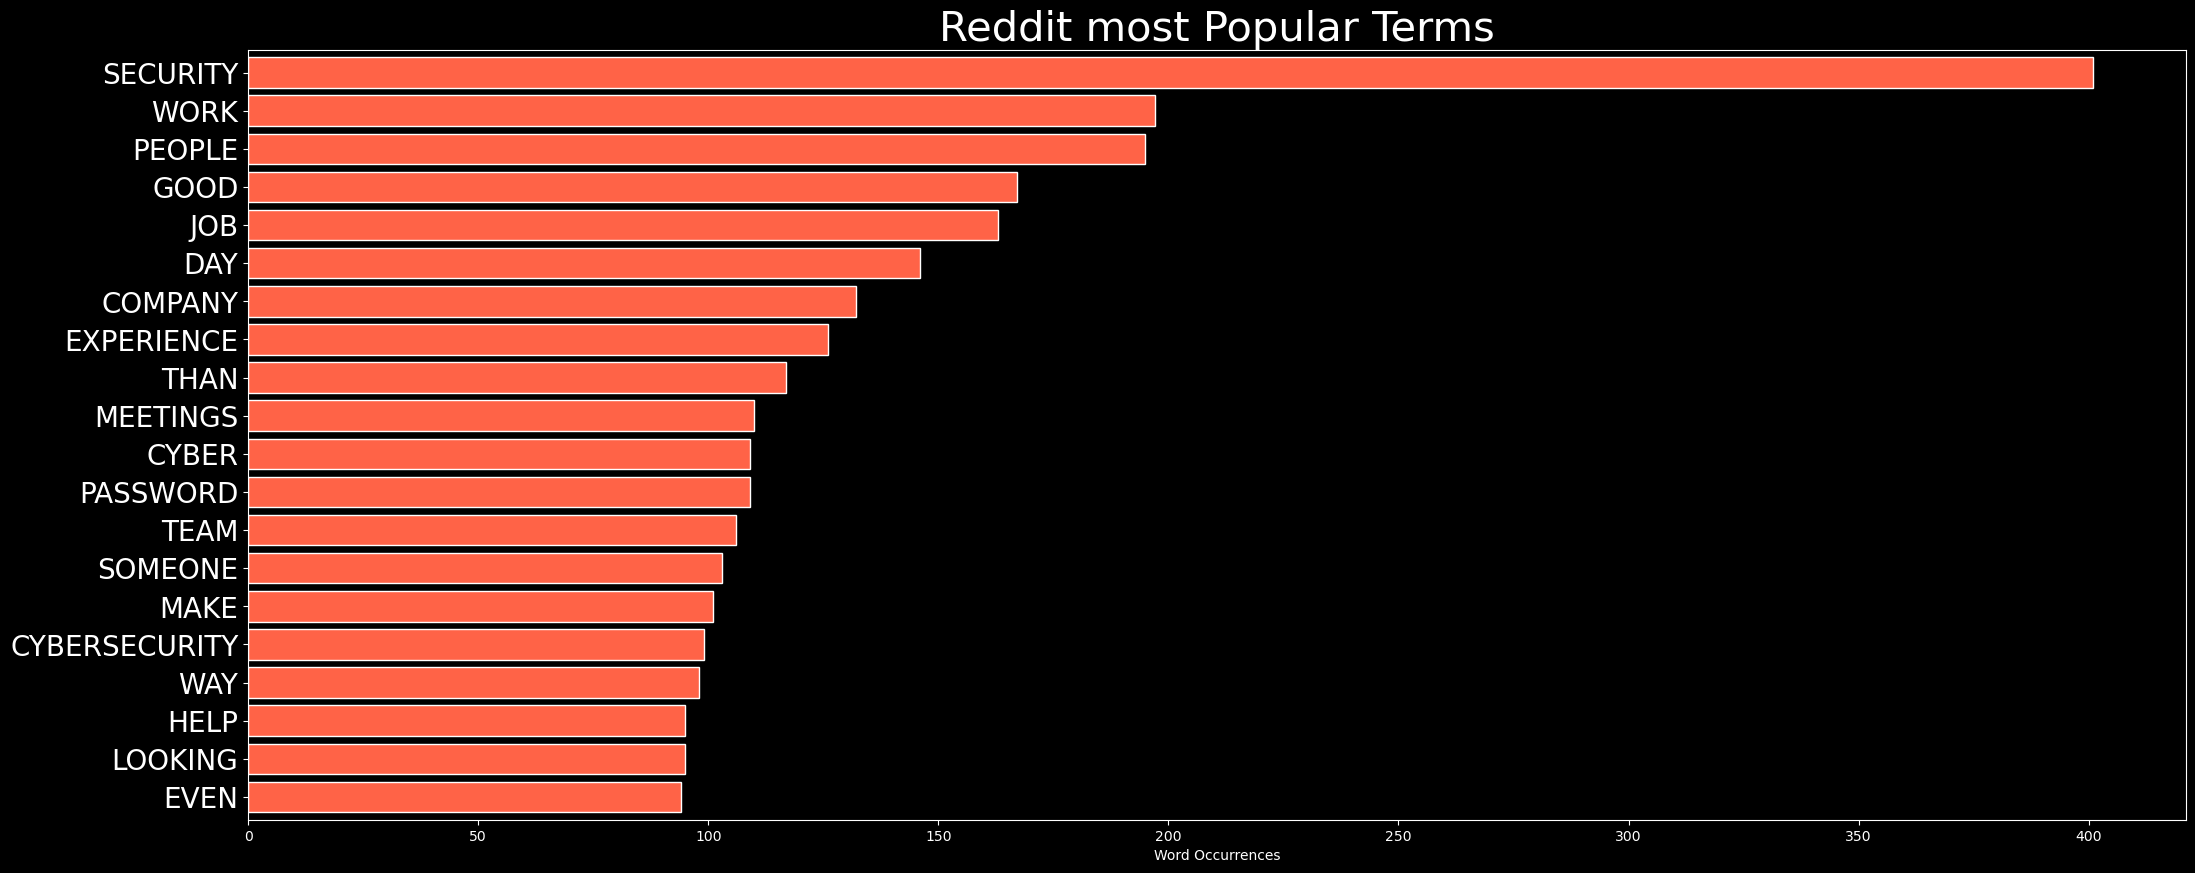 Reddit most Popular Terms
SECURITY
WORK
PEOPLE
GOOD
JOB
DAY
COMPANY
EXPERIENCE
THAN
MEETINGS
CYBER
PASSWORD
TEAM
SOMEONE
MAKE
CYBERSECURITY
WAY
HELP
LOOKING
EVEN
0 50 100 150 200 250 300 350 400
Word Occurrences